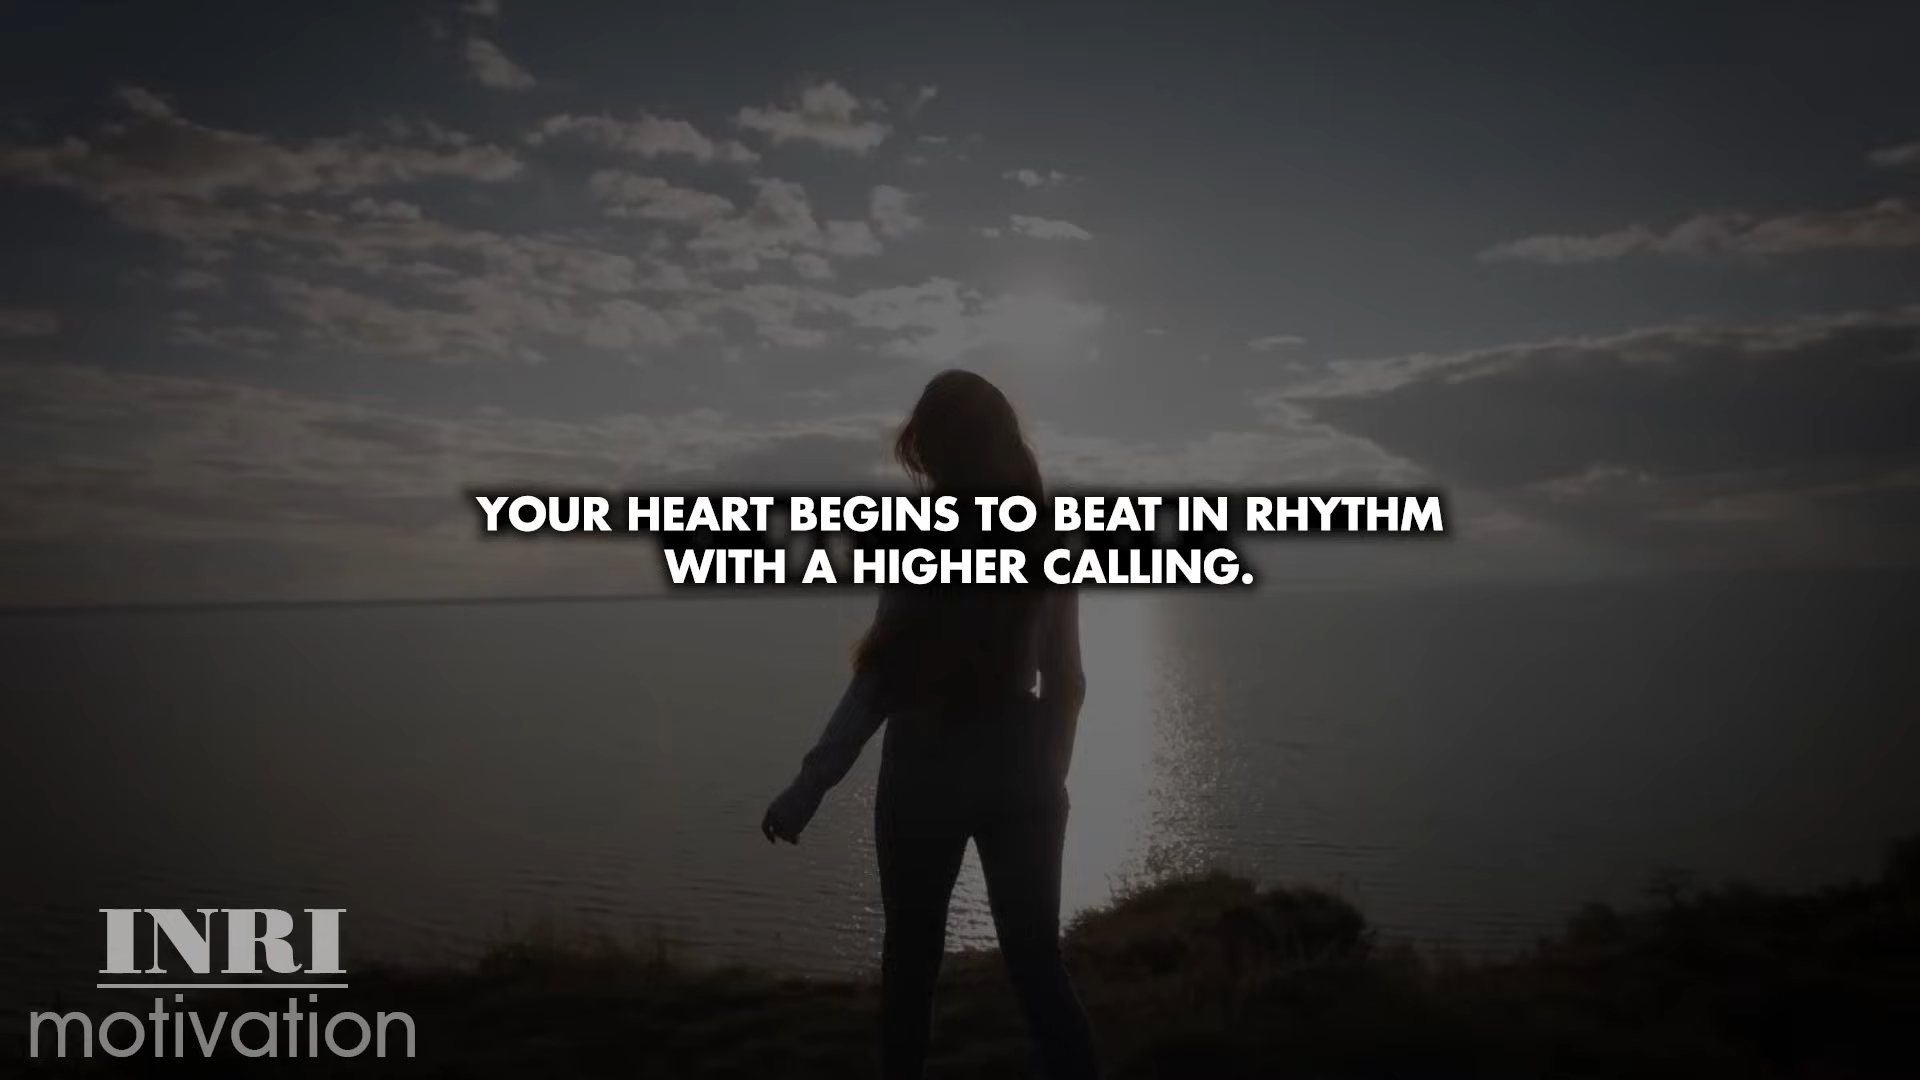 YOUR HEART BEGINS TO BEAT IN RHYTHM
WITH A HIGHER CALLING.
INRI
motivation